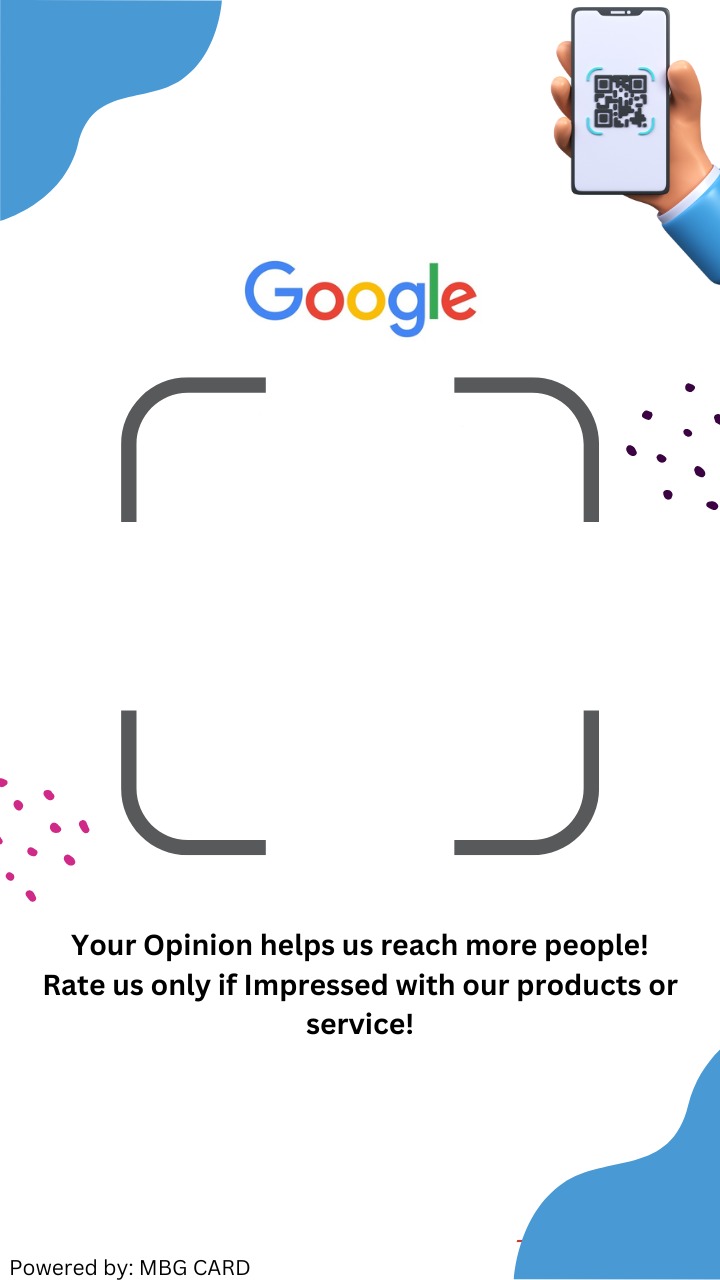 Google
Your Opinion helps us reach more people!
Rate us only if Impressed with our products or
service!
Powered by: MBG CARD